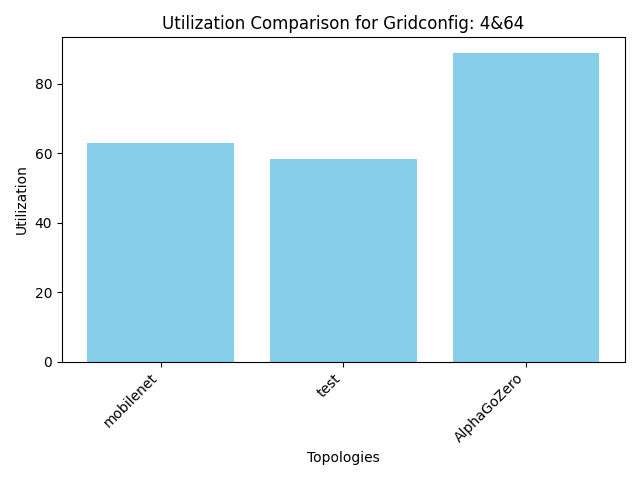 Utilization Comparison for Gridconfig: 4&64
Utilization
80
60
40
20
0
mobilenet
test
AlphaGoZero
Topologies